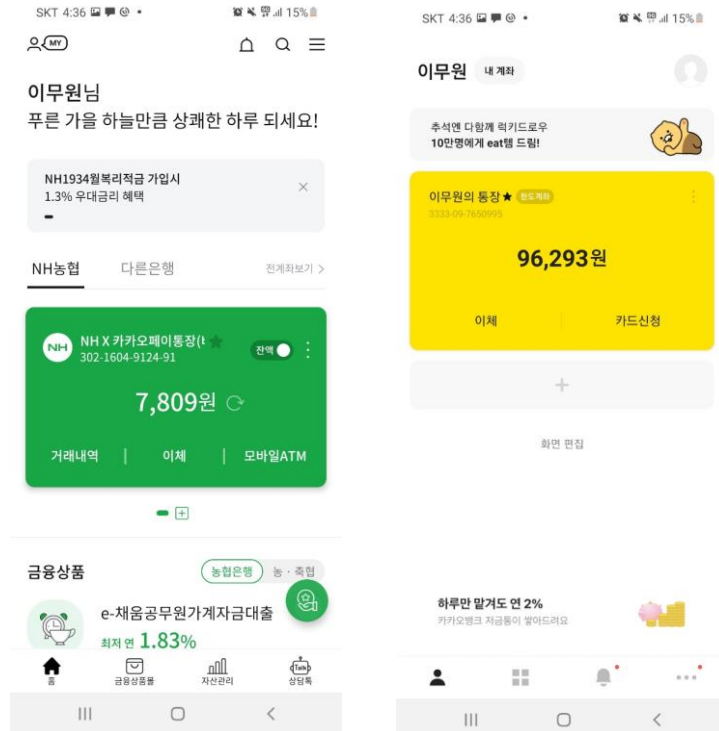 SKT 4:36
15%
MY
이무원님
푸른 가을 하늘만큼 상쾌한 하루 되세요!
NH1934월복리적금 가입시
1.3% 우대금리 혜택
NH농협 다른은행 전계좌보기 >
NH
NH X 카카오페이통장(
302-1604-9124-91
잔액
7,809원
거래내역 | 이체 | 모바일ATM
금융상품 농협은행 농 · 축협
e-채움공무원가계자금대출
최저 연 1.83%
홈 금융상품몰 자산관리 상담톡
Talk
SKT 4:36
15%
이무원 내 계좌
추석엔 다함께 럭키드로우
10만명에게 eat템 드림!
이무원의 통장★ 한도계좌
3333-09-7650995
96,293원
이체 카드신청
+
화면 편집
하루만 맡겨도 연 2%
카카오뱅크 저금통이 쌓아드려요